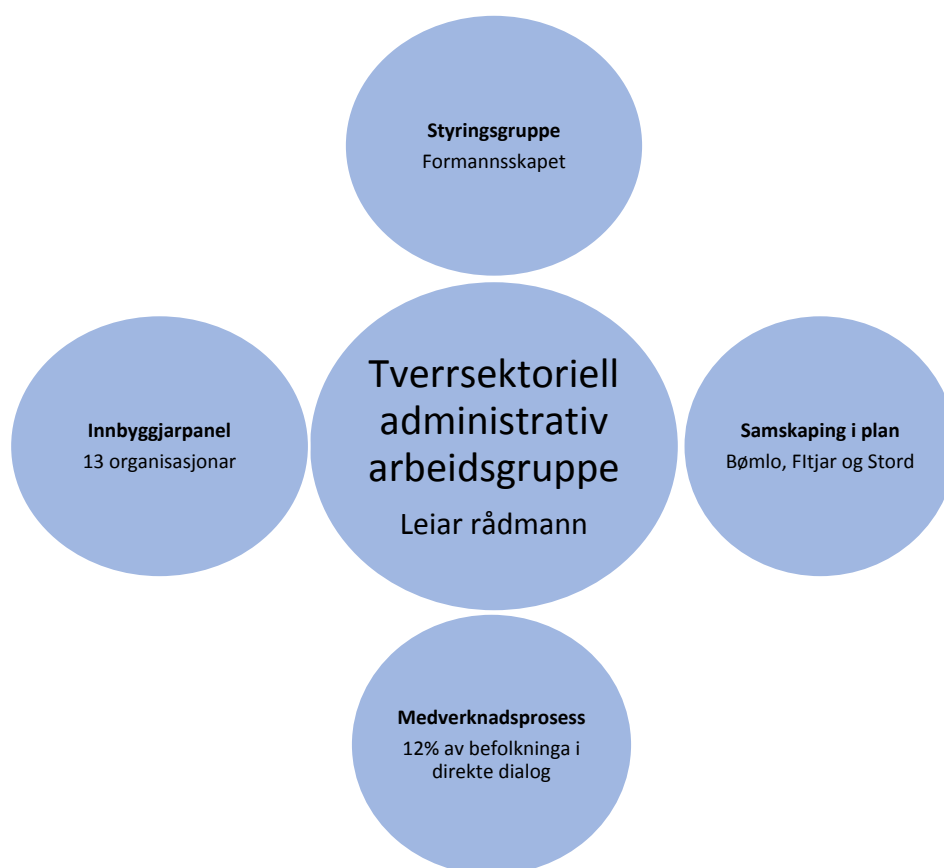 Styringsgruppe
Formannsskapet
Tverrsektoriell
administrativ
arbeidsgruppe
Leiar rådmann
Innbyggjarpanel
13 organisasjonar
Samskaping i plan
Bømlo, FItjar og Stord
Medverknadsprosess
12% av befolkninga i
direkte dialog